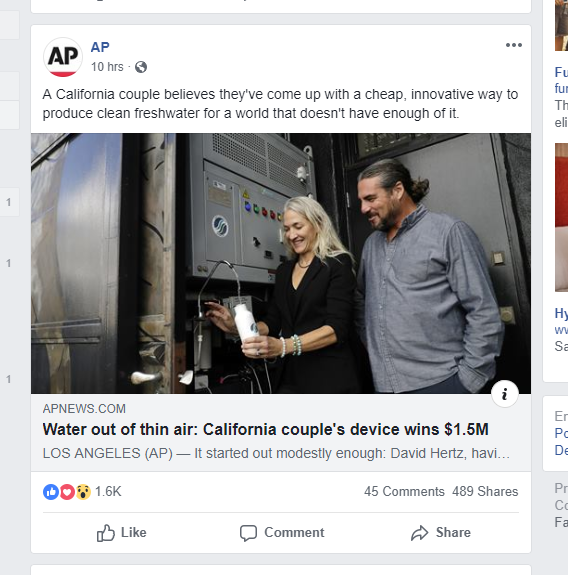 AP
AP
10 hrs
A California couple believes they've come up with a cheap, innovative way to
produce clean freshwater for a world that doesn't have enough of it.
i
APNEWS.COM
Water out of thin air: California couple's device wins $1.5M
LOS ANGELES (AP) — It started out modestly enough: David Hertz, havi...
1.6K
45 Comments 489 Shares
Like Comment Share
1
1
1
Fu
fur
Th
eli
Hy
ww
Sa
En
Po
De
Pr
Co
Fa